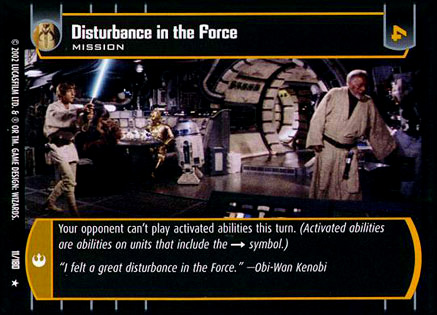 Disturbance in the Force
MISSION
4
Your opponent can't play activated abilities this turn. (Activated
abilities are abilities on units that include the → symbol.)
"I felt a great disturbance in the Force." –Obi-Wan Kenobi
© 2002 LUCASFILM LTD. & ® OR TM. GAME DESIGN: WIZARDS.
11/180